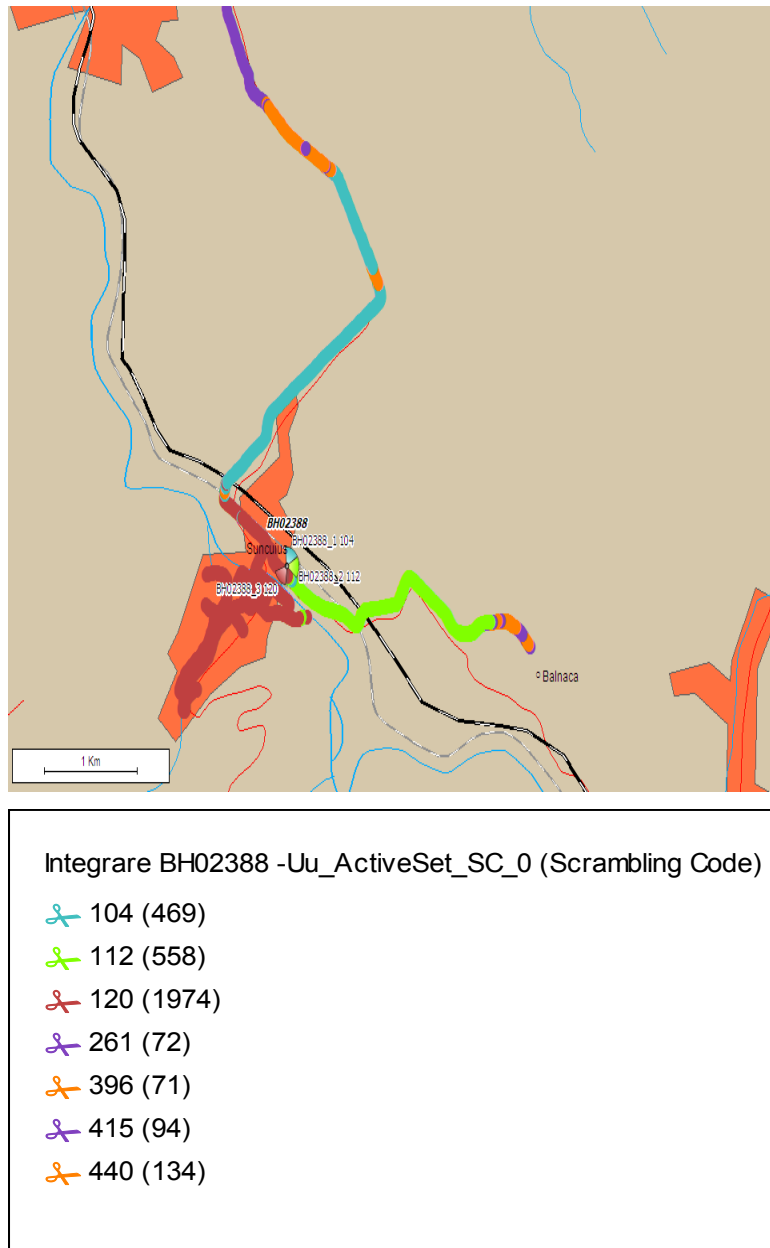 BH02388
BH02388_1 104
Suncuius
BH02388_2 112
BH02388_3 120
Balnaca
1 Km
Integrare BH02388 -Uu_ActiveSet_SC_0 (Scrambling Code)
104 (469)
112 (558)
120 (1974)
261 (72)
396 (71)
415 (94)
440 (134)